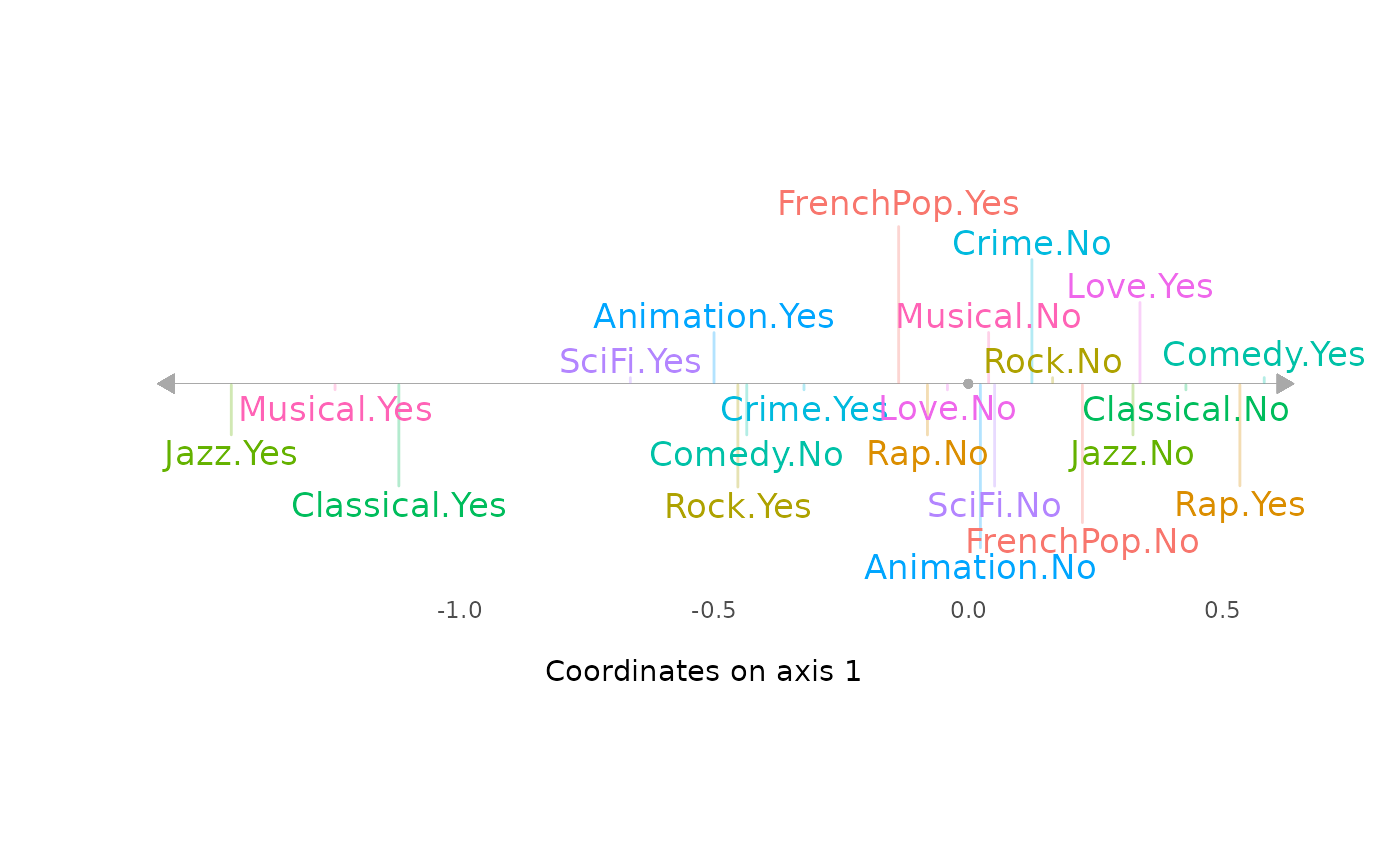 FrenchPop.Yes
Crime.No
Love.Yes
Animation.Yes Musical.No
SciFi.Yes Rock.No Comedy.Yes
Musical.Yes Crime.Yes Love.No Classical.No
Jazz.Yes Comedy.No Rap.No Jazz.No
Classical.Yes Rock.Yes SciFi.No Rap.Yes
FrenchPop.No
Animation.No
-1.0 -0.5 0.0 0.5
Coordinates on axis 1